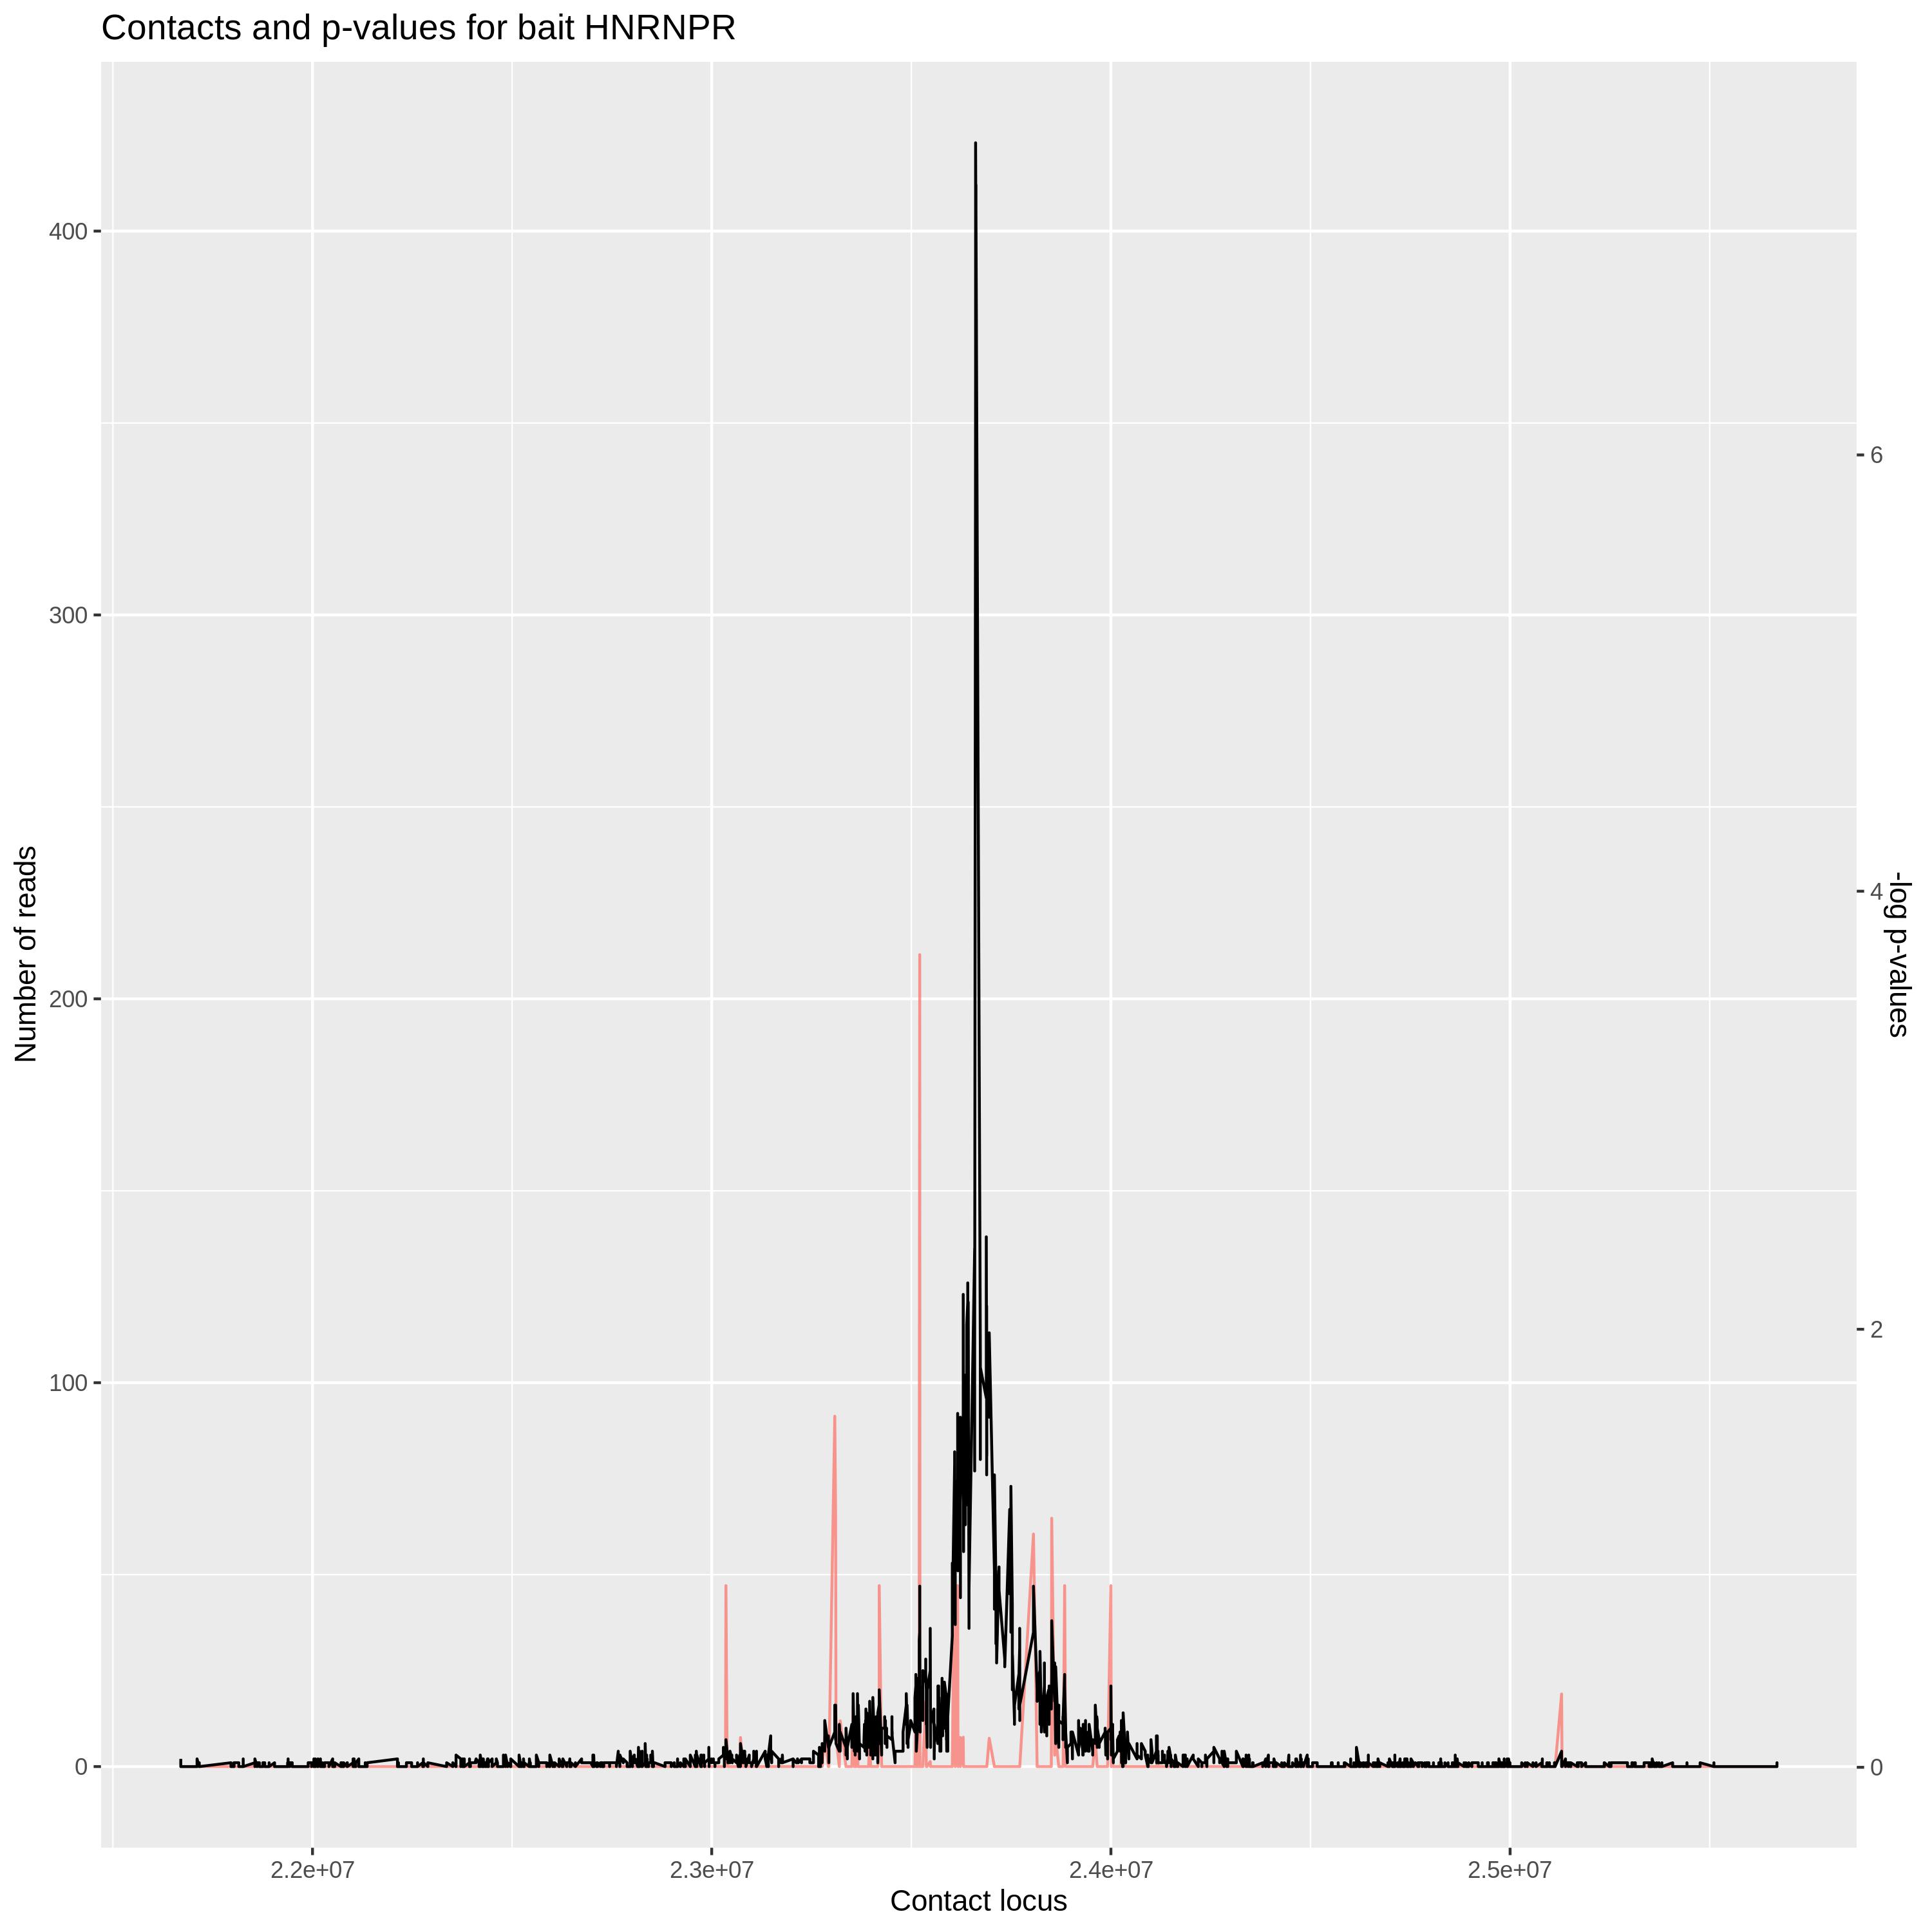 Contacts and p-values for bait HNRNPR
Number of reads
400
300
200
100
0
6
4
2
0
-log p-values
2.2e+07
2.3e+07
2.4e+07
2.5e+07
Contact locus